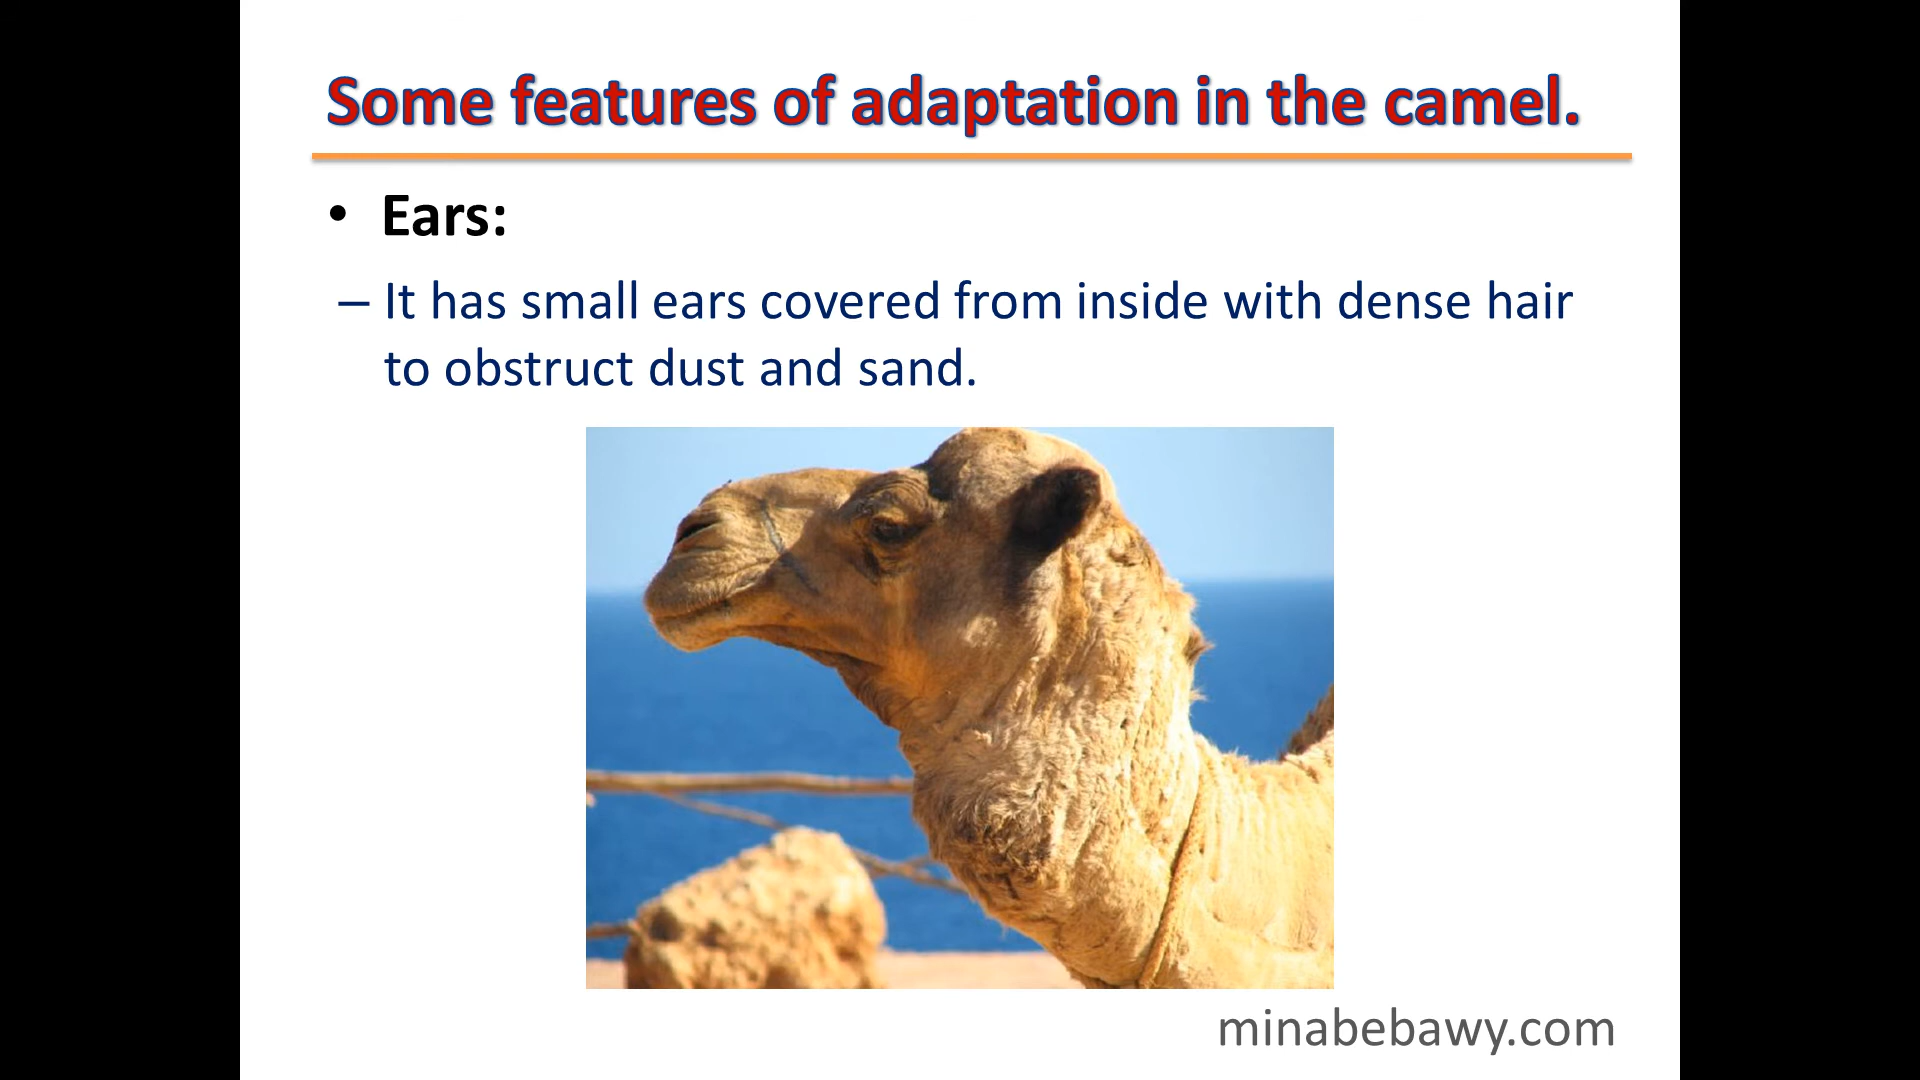 Some features of adaptation in the camel.
• Ears:
– It has small ears covered from inside with dense hair
to obstruct dust and sand.
minabebawy.com